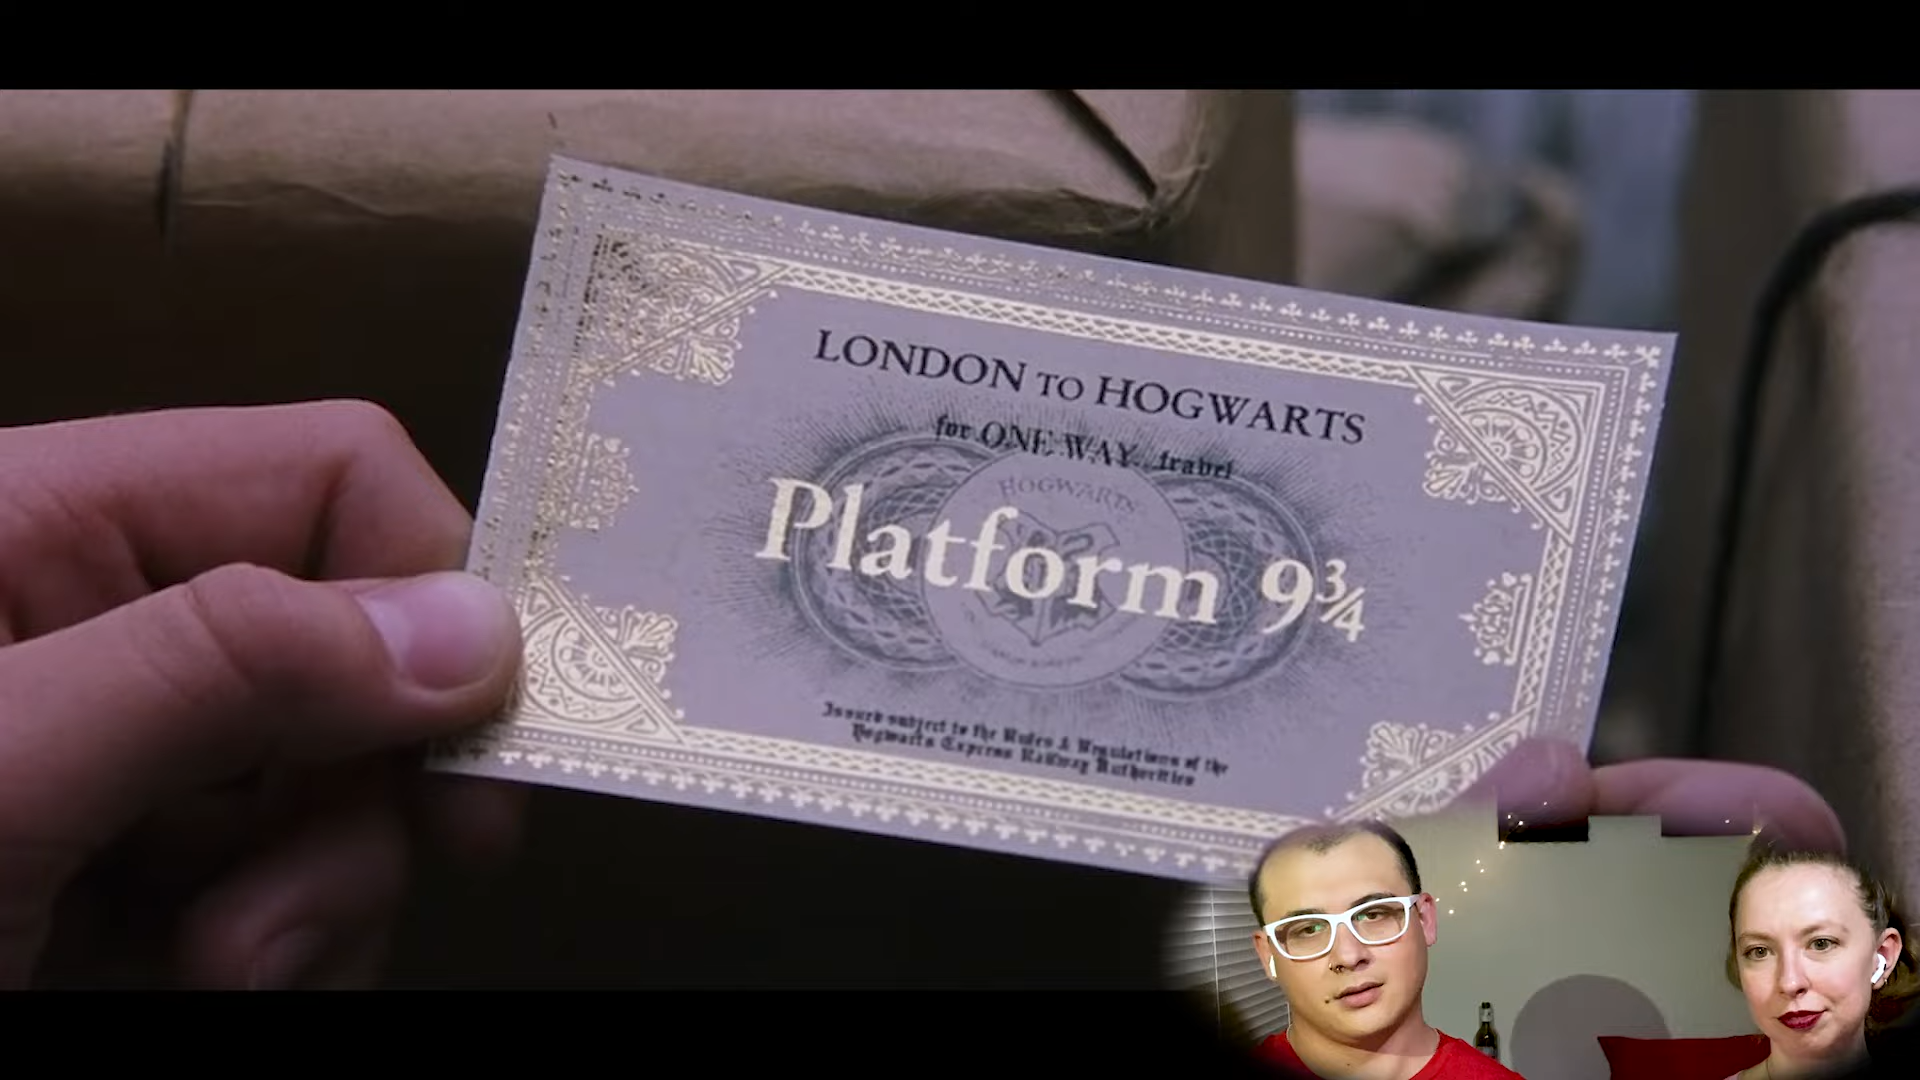 LONDON TO HOGWARTS
for ONE WAY travel
HOGWARTS
Platform 9¾
Issued subject to the Rules & Regulations of the
Hogwarts Express Railway Authorities